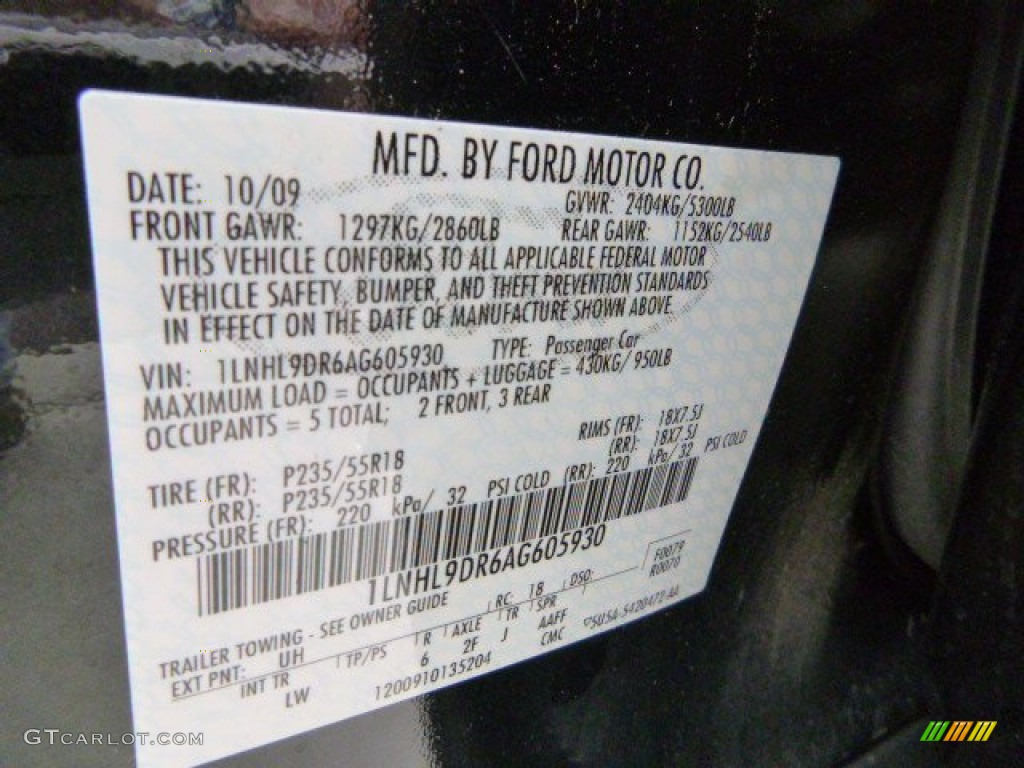 MFD. BY FORD MOTOR CO.
DATE: 10/09 GVWR: 2404KG/5300LB
FRONT GAWR: 1297KG/2860LB REAR GAWR: 1152KG/2540LB
THIS VEHICLE CONFORMS TO ALL APPLICABLE FEDERAL MOTOR
VEHICLE SAFETY, BUMPER, AND THEFT PREVENTION STANDARDS
IN EFFECT ON THE DATE OF MANUFACTURE SHOWN ABOVE.
VIN: 1LNHL9DR6AG605930 TYPE: Passenger Car
MAXIMUM LOAD = OCCUPANTS + LUGGAGE = 430KG/950LB
OCCUPANTS = 5 TOTAL; 2 FRONT, 3 REAR
TIRE (FR): P235/55R18 RIMS (FR): 18X7.5J
(RR): P235/55R18 (RR): 18X7.5J
PRESSURE (FR): 220 kPa/ 32 PSI COLD (RR): 220 kPa/ 32 PSI COLD
1LNHL9DR6AG605930
F0079
R0070
TRAILER TOWING - SEE OWNER GUIDE RC: 18 DSO:
EXT PNT: UH TP/PS R AXLE TR SPR
INT TR 6 2F J AAFF
LW CMC
1200910135204 ▽5U5A-5420472-AA
GTCARLOT.COM